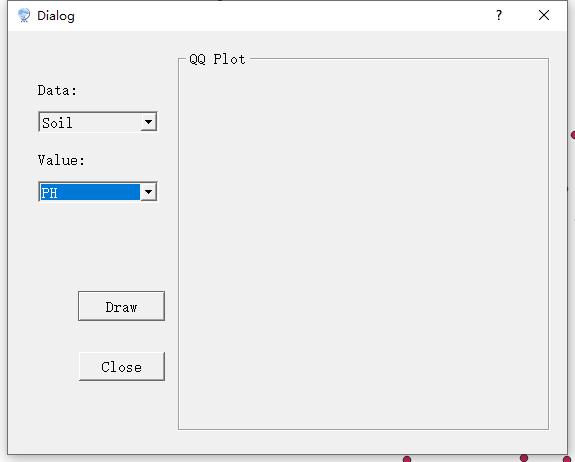 Dialog
?
QQ Plot
Data:
Soil
Value:
PH
Draw
Close